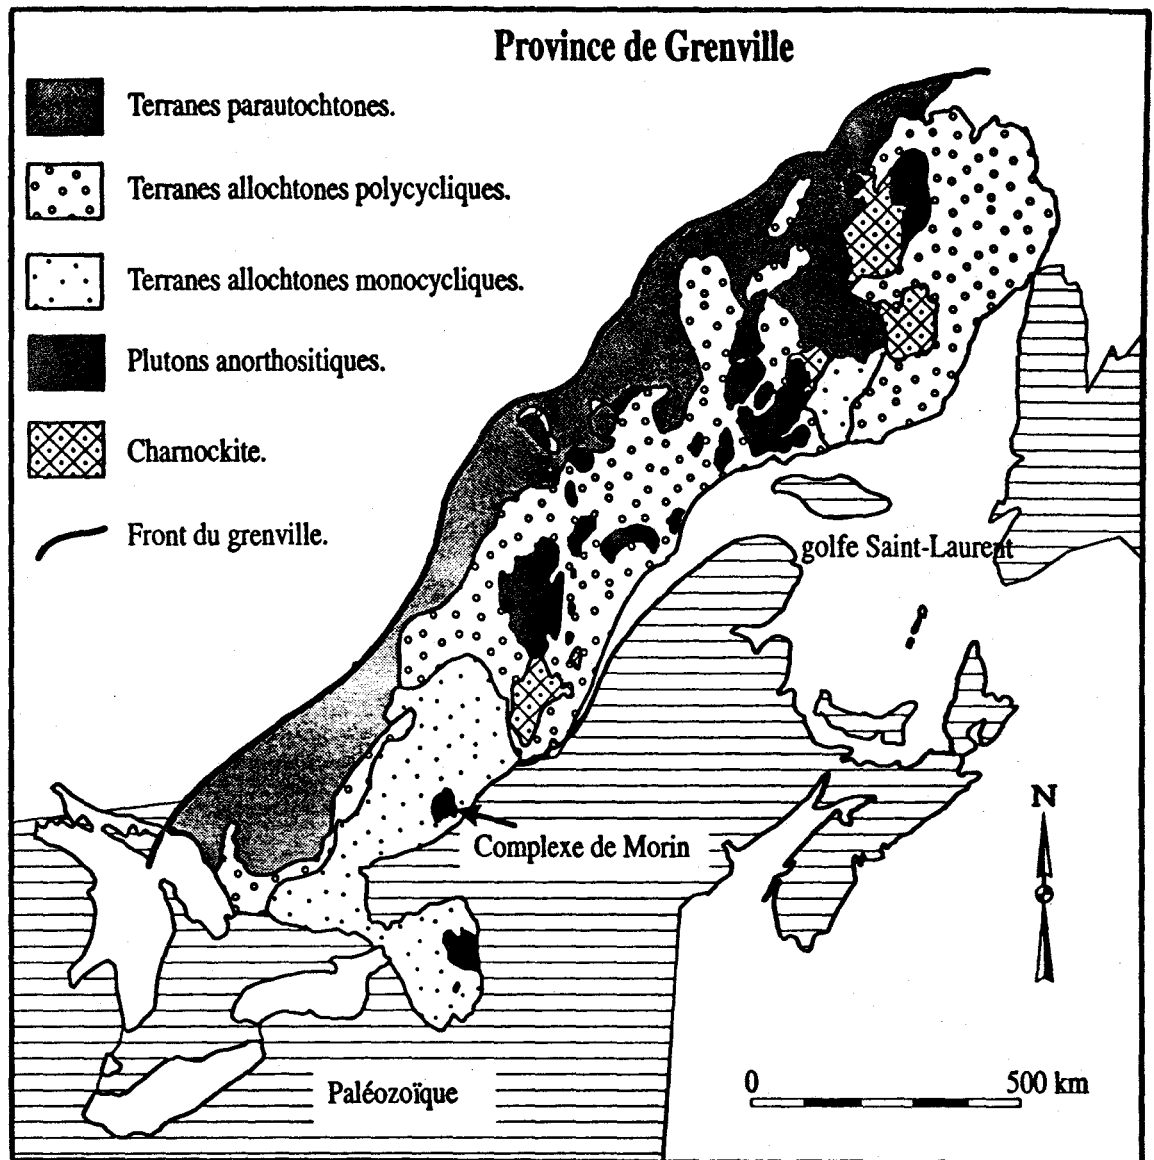 Province de Grenville
Terranes parautochtones.
Terranes allochtones polycycliques.
Terranes allochtones monocycliques.
Plutons anorthositiques.
Charnockite.
Front du grenville.
golfe Saint-Laurent
N
Complexe de Morin
0 500 km
Paléozoïque